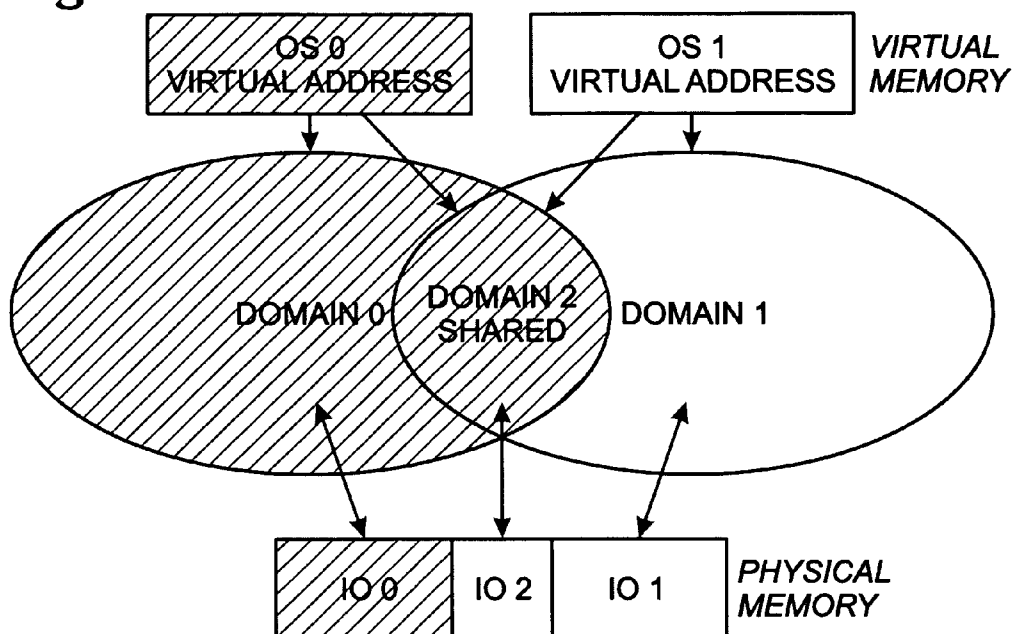 OS 0
VIRTUAL ADDRESS
OS 1
VIRTUAL ADDRESS
VIRTUAL
MEMORY
DOMAIN 0
DOMAIN 2
SHARED
DOMAIN 1
IO 0
IO 2
IO 1
PHYSICAL
MEMORY